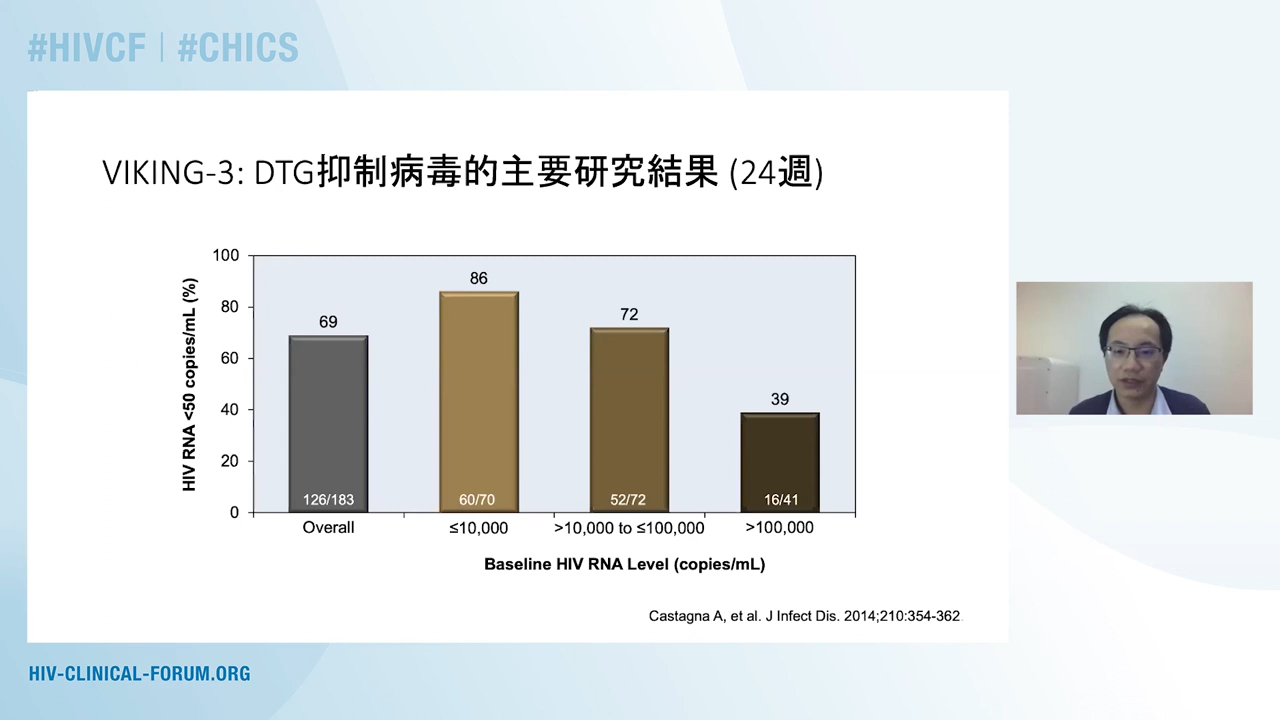 #HIVCF | #CHICS
VIKING-3: DTG抑制病毒的主要研究結果 (24週)
HIV RNA <50 copies/mL (%)
100
80
60
40
20
0
69
86
72
39
126/183
60/70
52/72
16/41
Overall
≤10,000
>10,000 to ≤100,000
>100,000
Baseline HIV RNA Level (copies/mL)
Castagna A, et al. J Infect Dis. 2014;210:354-362.
HIV-CLINICAL-FORUM.ORG